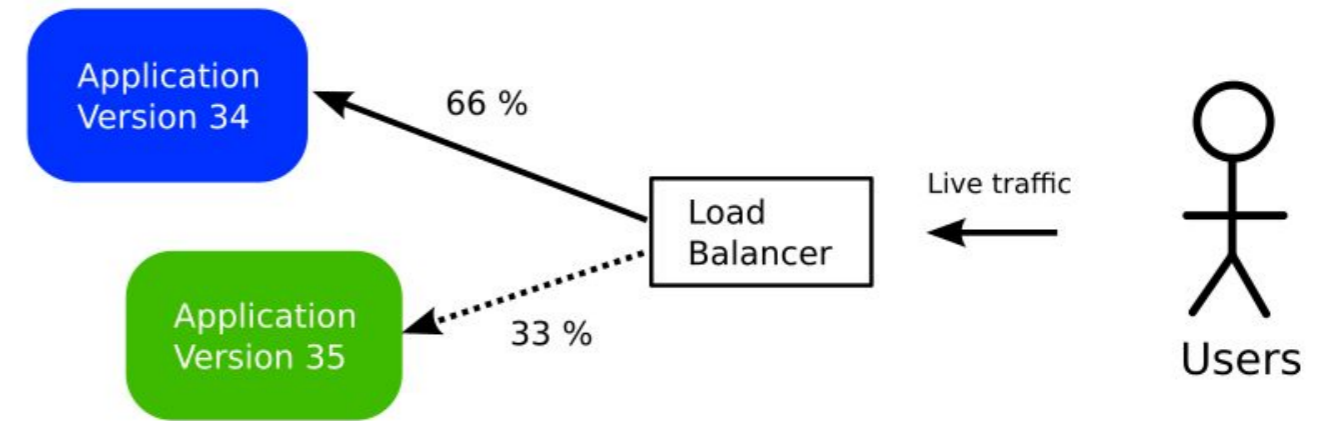 Application
Version 34
66 %
Live traffic
Load
Balancer
Application
Version 35
33 %
Users